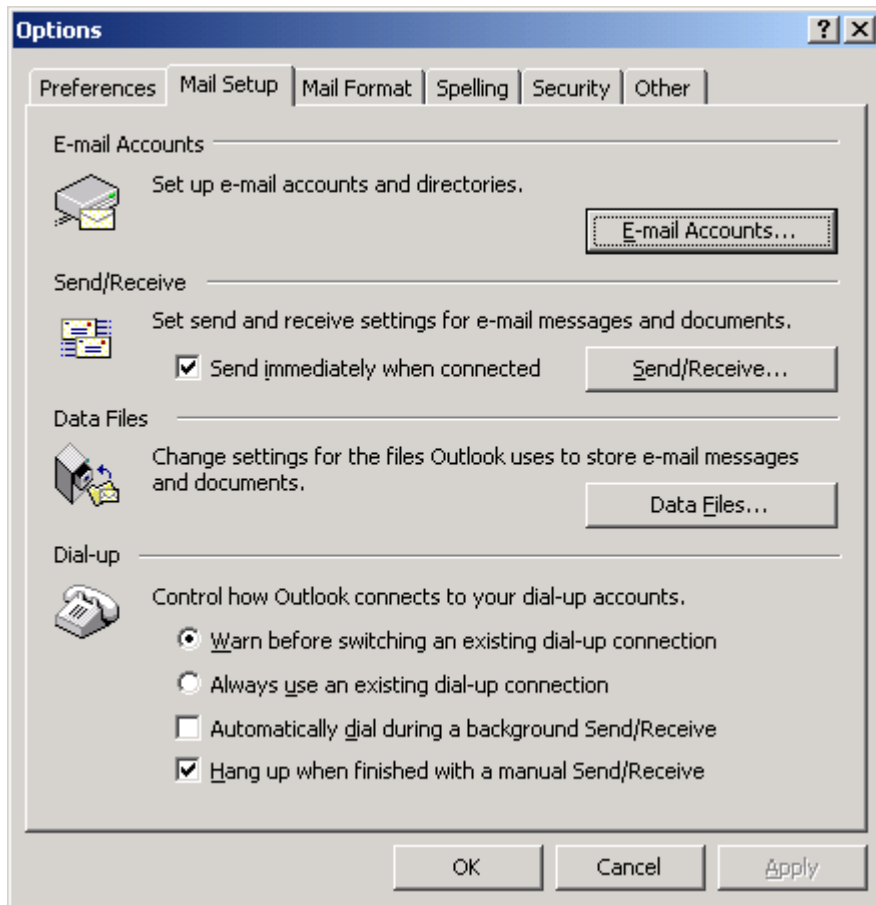 Options
Preferences Mail Setup Mail Format Spelling Security Other
E-mail Accounts
Set up e-mail accounts and directories.
E-mail Accounts...
Send/Receive
Set send and receive settings for e-mail messages and documents.
Send immediately when connected Send/Receive...
Data Files
Change settings for the files Outlook uses to store e-mail messages
and documents.
Data Files...
Dial-up
Control how Outlook connects to your dial-up accounts.
Warn before switching an existing dial-up connection
Always use an existing dial-up connection
Automatically dial during a background Send/Receive
Hang up when finished with a manual Send/Receive
OK Cancel Apply